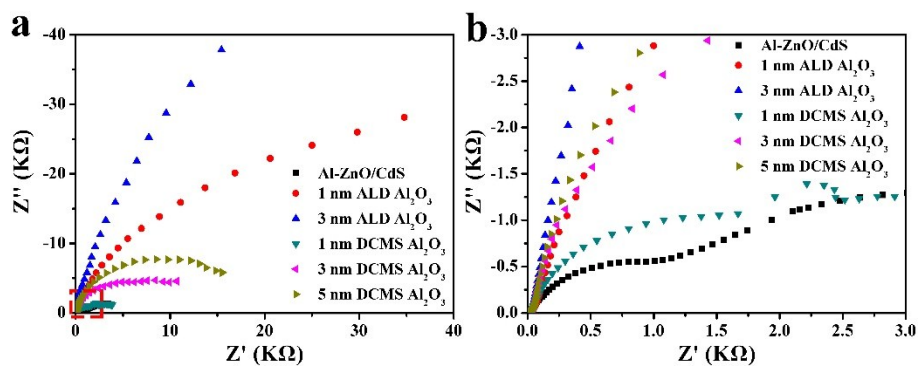 a
Z'' (KΩ)
-40
-30
-20
-10
0
0
10
20
30
40
Z' (KΩ)
Al-ZnO/CdS
1 nm ALD Al₂O₃
3 nm ALD Al₂O₃
1 nm DCMS Al₂O₃
3 nm DCMS Al₂O₃
5 nm DCMS Al₂O₃
b
Z'' (KΩ)
-3.0
-2.5
-2.0
-1.5
-1.0
-0.5
0.0
0.0
0.5
1.0
1.5
2.0
2.5
3.0
Z' (KΩ)
Al-ZnO/CdS
1 nm ALD Al₂O₃
3 nm ALD Al₂O₃
1 nm DCMS Al₂O₃
3 nm DCMS Al₂O₃
5 nm DCMS Al₂O₃